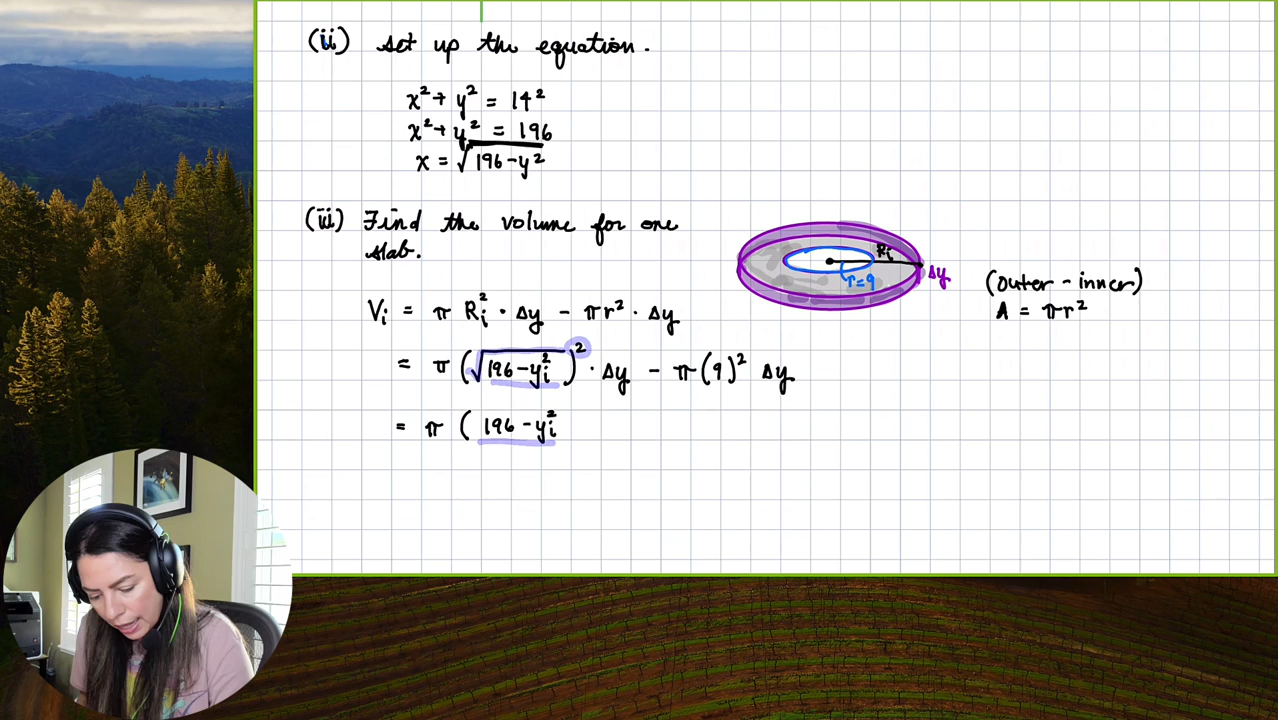 (ii) Set up the equation.
x² + y² = 14²
x² + y² = 196
x = √196 - y²
(iii) Find the volume for one
slab.
Ri
r=9
Δy
(outer - inner)
A = πr²
Vi = π Ri² · Δy - πr² · Δy
= π (√196 - yi²)² · Δy - π(9)² Δy
= π ( 196 - yi²